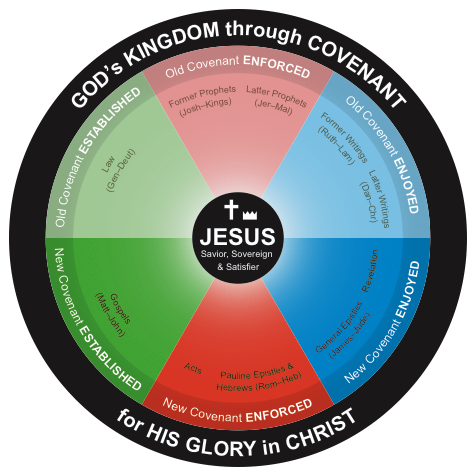 GOD's KINGDOM through COVENANT
Old Covenant ESTABLISHED
Law
(Gen–Deut)
Old Covenant ENFORCED
Former Prophets
(Josh–Kings)
Latter Prophets
(Jer–Mal)
Old Covenant ENJOYED
Former Writings
(Ruth–Lam)
Latter Writings
(Dan–Chr)
JESUS
Savior, Sovereign
& Satisfier
New Covenant ESTABLISHED
Gospels
(Matt–John)
New Covenant ENFORCED
Acts
Pauline Epistles &
Hebrews (Rom–Heb)
New Covenant ENJOYED
General Epistles
(James–Jude)
Revelation
for HIS GLORY in CHRIST